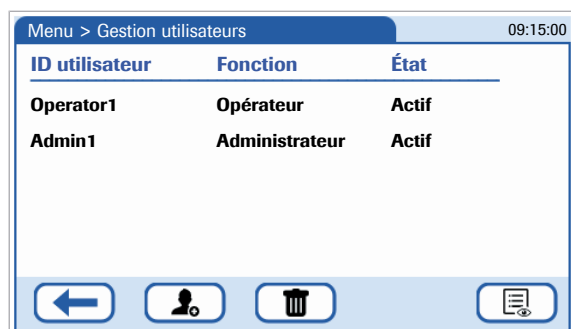 Menu > Gestion utilisateurs 09:15:00
ID utilisateur Fonction État
Operator1 Opérateur Actif
Admin1 Administrateur Actif